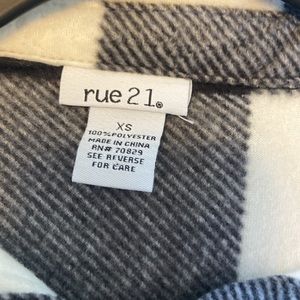 rue21®
XS
100%POLYESTER
MADE IN CHINA
RN# 70829
SEE REVERSE
FOR CARE